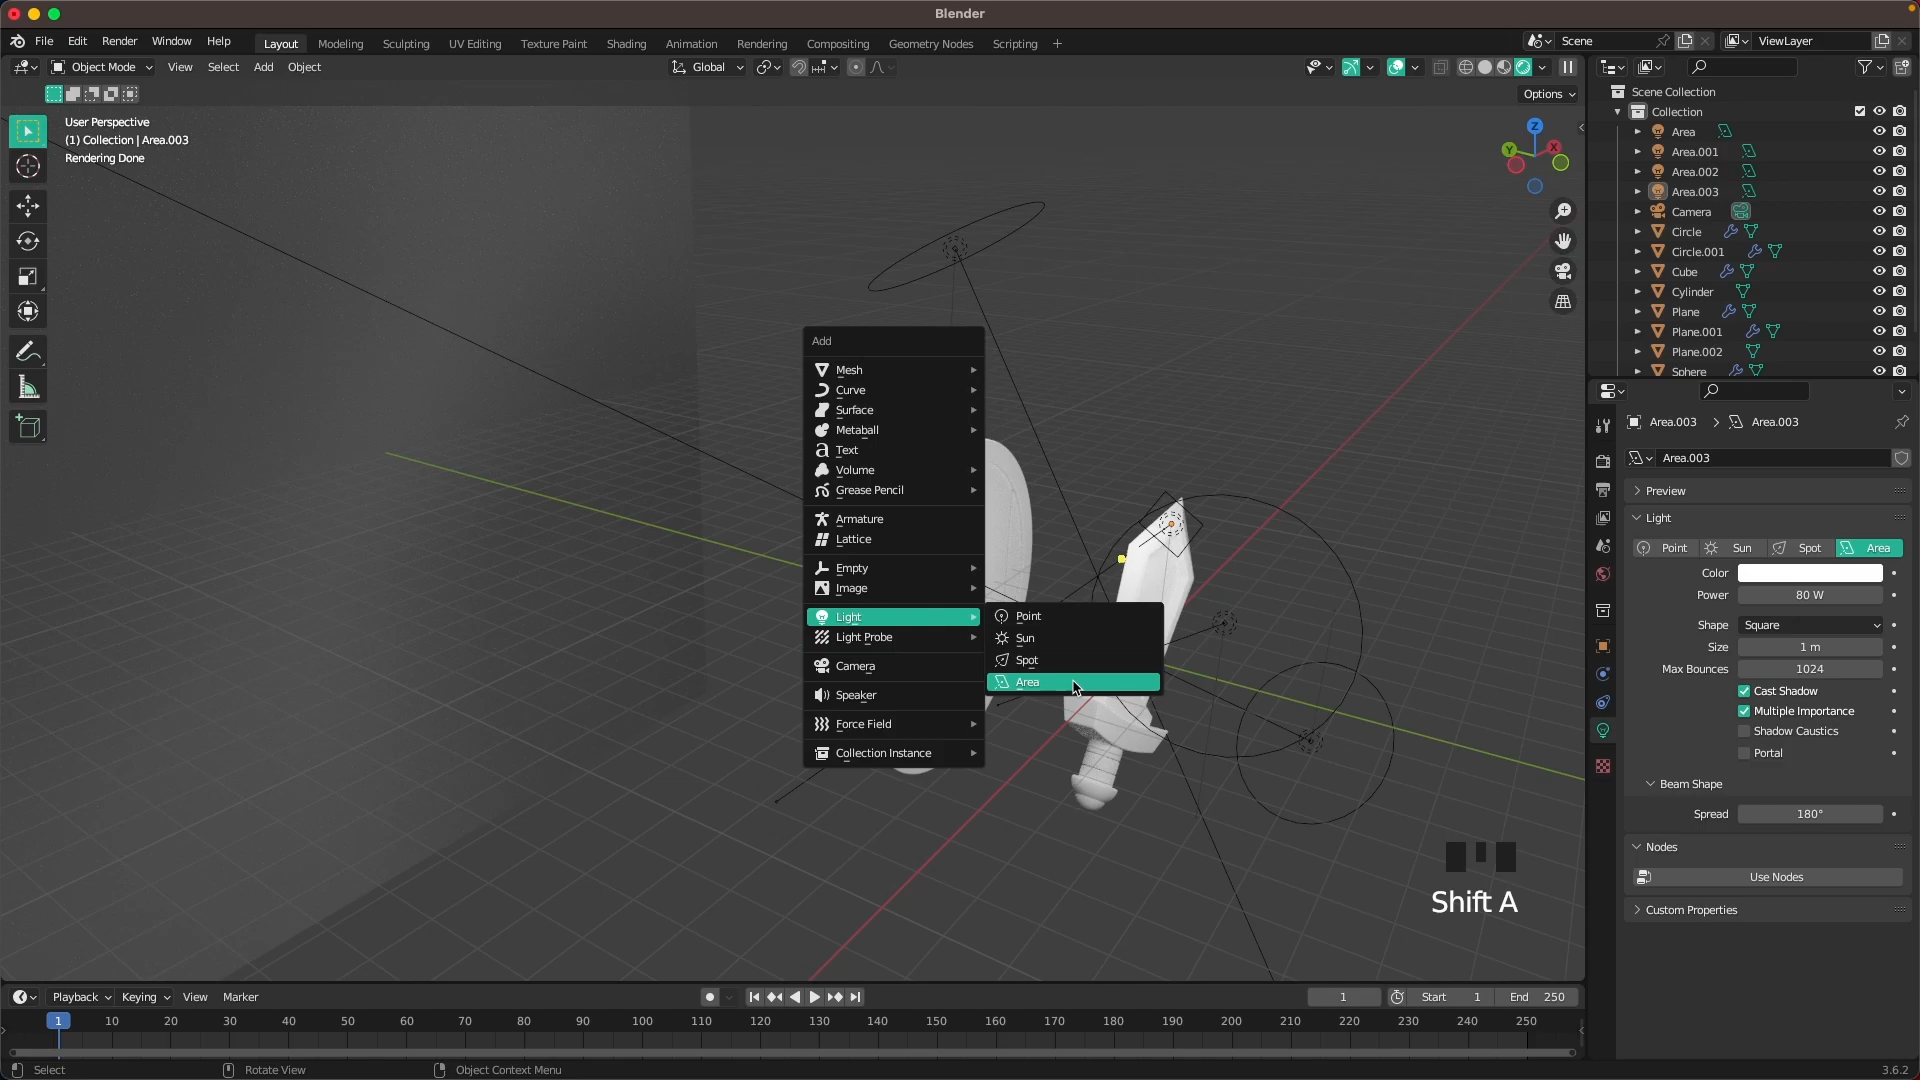 Blender
File Edit Render Window Help
Layout Modeling Sculpting UV Editing Texture Paint Shading Animation Rendering Compositing Geometry Nodes Scripting +
Scene
ViewLayer
Object Mode View Select Add Object
Global
Options
User Perspective
(1) Collection | Area.003
Rendering Done
Z
Y
X
Scene Collection
Collection
Area
Area.001
Area.002
Area.003
Camera
Circle
Circle.001
Cube
Cylinder
Plane
Plane.001
Plane.002
Sphere
Add
Mesh
Curve
Surface
Metaball
Text
Volume
Grease Pencil
Armature
Lattice
Empty
Image
Light
Light Probe
Camera
Speaker
Force Field
Collection Instance
Point
Sun
Spot
Area
Area.003 > Area.003
Area.003
Preview
Light
Point Sun Spot Area
Color
Power 80 W
Shape Square
Size 1 m
Max Bounces 1024
Cast Shadow
Multiple Importance
Shadow Caustics
Portal
Beam Shape
Spread 180°
Nodes
Use Nodes
Custom Properties
Shift A
Playback Keying View Marker
1 Start 1 End 250
1 10 20 30 40 50 60 70 80 90 100 110 120 130 140 150 160 170 180 190 200 210 220 230 240 250
Select Rotate View Object Context Menu 3.6.2